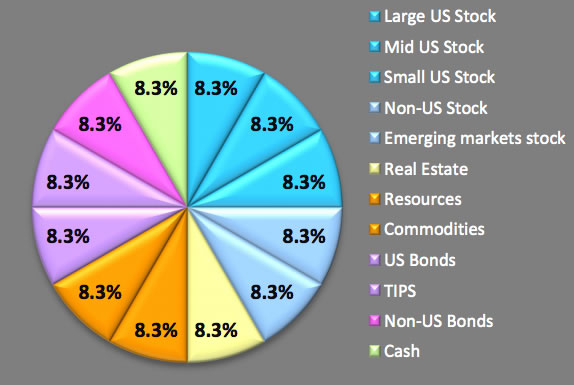 8.3%
8.3%
8.3%
8.3%
8.3%
8.3%
8.3%
8.3%
8.3%
8.3%
8.3%
8.3%
Large US Stock
Mid US Stock
Small US Stock
Non-US Stock
Emerging markets stock
Real Estate
Resources
Commodities
US Bonds
TIPS
Non-US Bonds
Cash